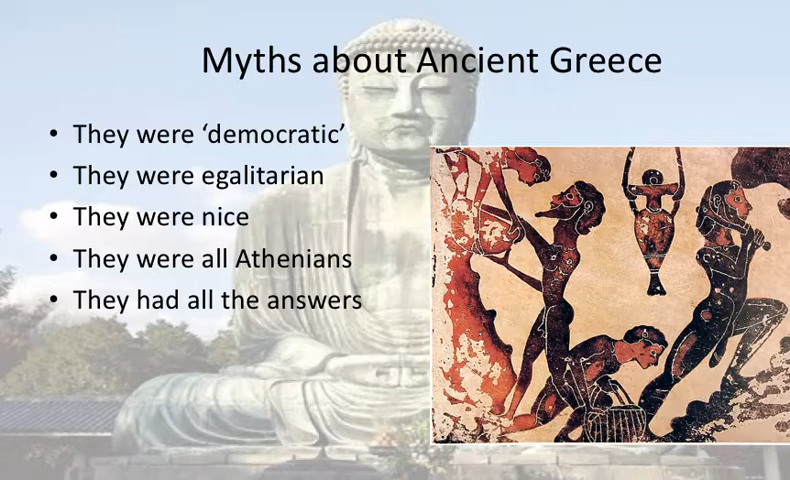 Myths about Ancient Greece
• They were ‘democratic’
• They were egalitarian
• They were nice
• They were all Athenians
• They had all the answers